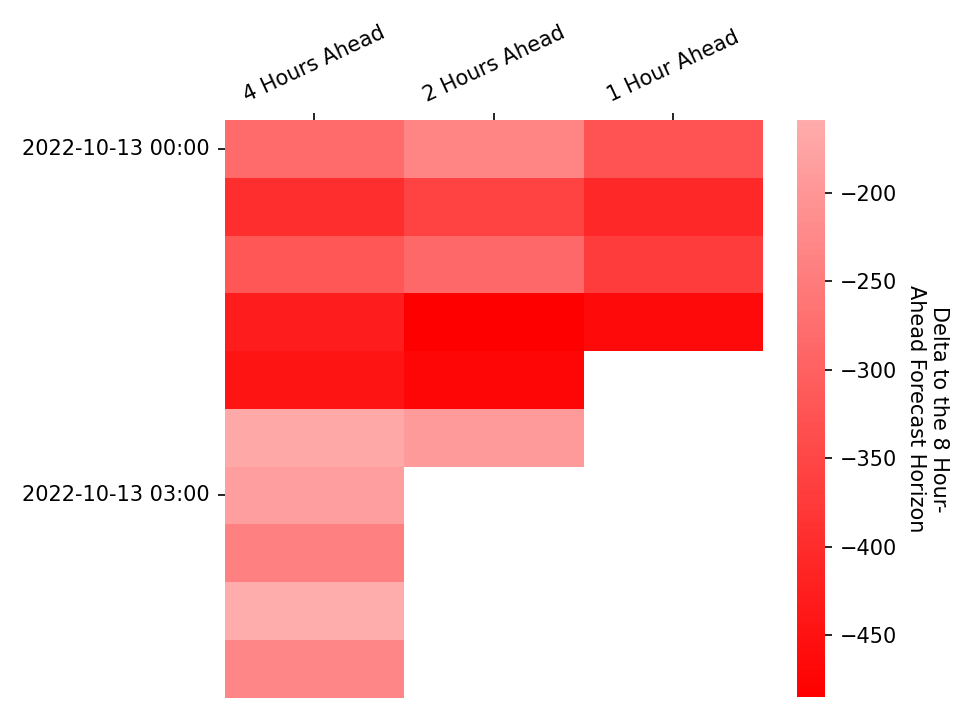 4 Hours Ahead
2 Hours Ahead
1 Hour Ahead
2022-10-13 00:00
2022-10-13 03:00
−200
−250
−300
−350
−400
−450
Delta to the 8 Hour-
Ahead Forecast Horizon